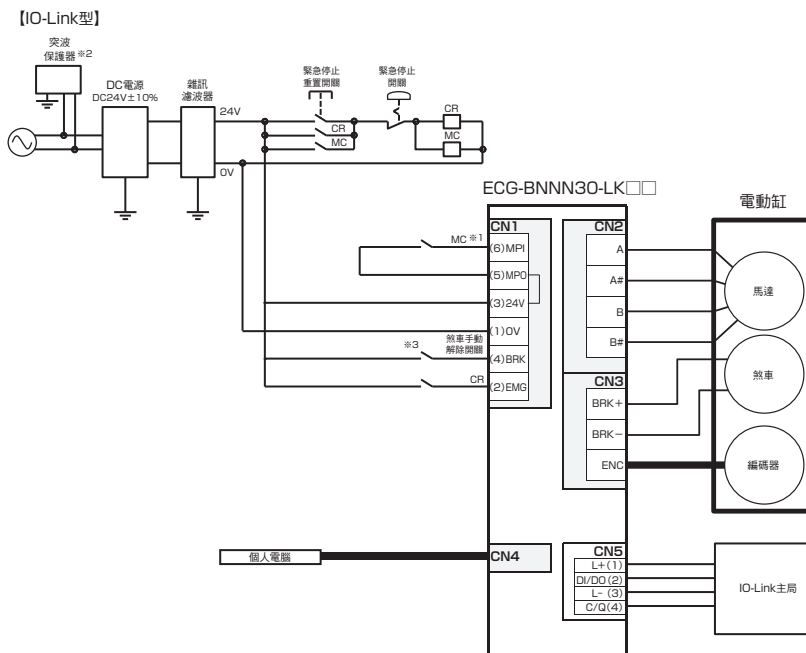 【IO-Link型】
突波
保護器※2
DC電源
DC24V±10%
雜訊
濾波器
24V
0V
緊急停止
重置開關
緊急停止
開關
CR
MC
CR
MC
ECG-BNNN30-LK□□
電動缸
CN1
MC※1
(6)MPI
(5)MPO
(3)24V
(1)0V
※3
煞車手動
解除開關
(4)BRK
CR
(2)EMG
CN2
A
A#
B
B#
馬達
煞車
CN3
BRK+
BRK−
ENC
編碼器
個人電腦
CN4
CN5
L+(1)
DI/DO(2)
L- (3)
C/Q(4)
IO-Link主局